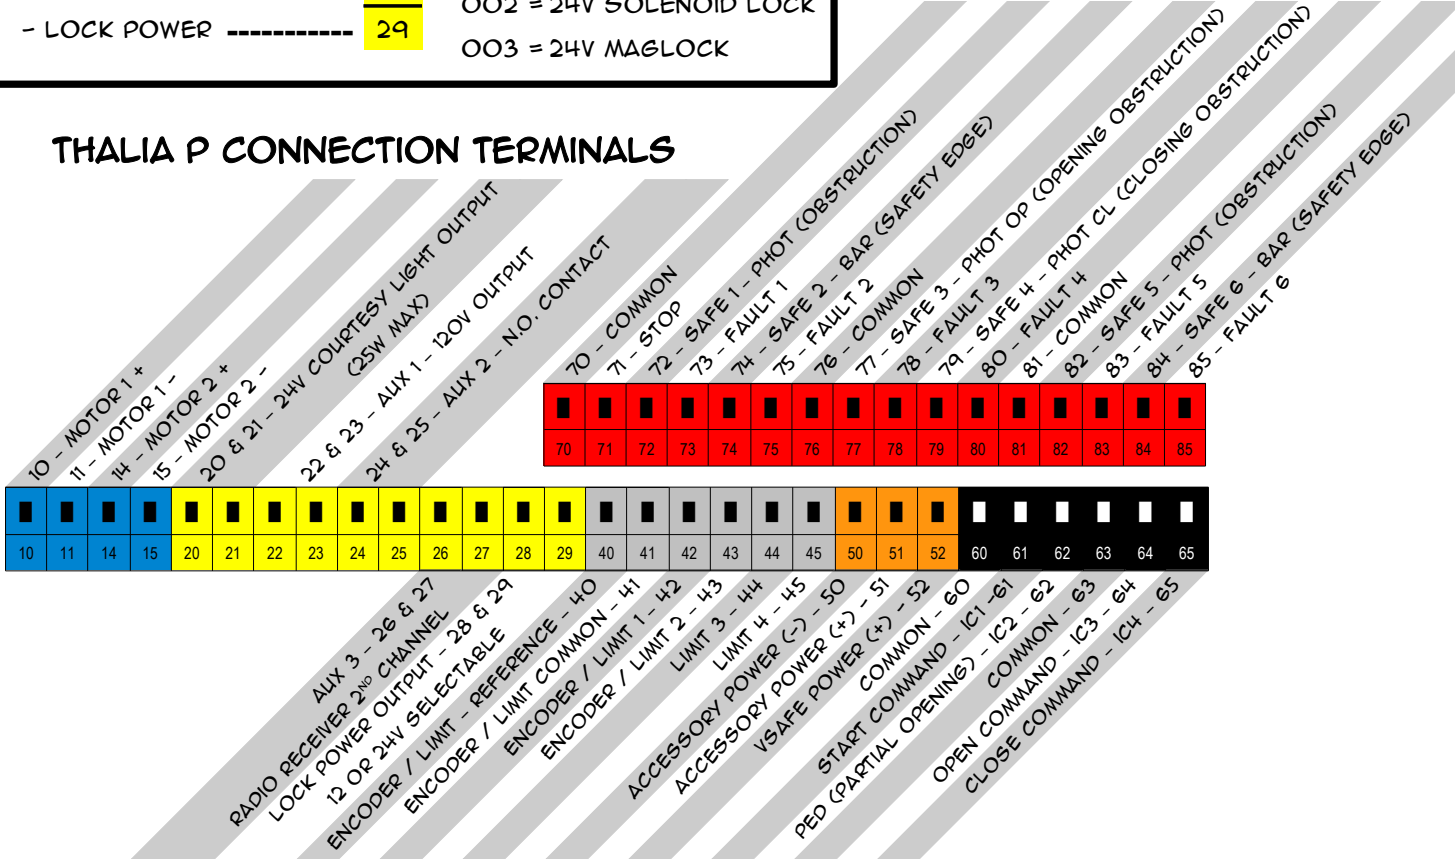 002 = 24V SOLENOID LOCK
- LOCK POWER ----------- 29
003 = 24V MAGLOCK
THALIA P CONNECTION TERMINALS
10 - MOTOR 1 +
11 - MOTOR 1 -
14 - MOTOR 2 +
15 - MOTOR 2 -
20 & 21 - 24V COURTESY LIGHT OUTPUT
(25W MAX)
22 & 23 - AUX 1 - 120V OUTPUT
24 & 25 - AUX 2 - N.O. CONTACT
70 - COMMON
71 - STOP
72 - SAFE 1 - PHOT (OBSTRUCTION)
73 - FAULT 1
74 - SAFE 2 - BAR (SAFETY EDGE)
75 - FAULT 2
76 - COMMON
77 - SAFE 3 - PHOT OP (OPENING OBSTRUCTION)
78 - FAULT 3
79 - SAFE 4 - PHOT CL (CLOSING OBSTRUCTION)
80 - FAULT 4
81 - COMMON
82 - SAFE 5 - PHOT (OBSTRUCTION)
83 - FAULT 5
84 - SAFE 6 - BAR (SAFETY EDGE)
85 - FAULT 6
70 71 72 73 74 75 76 77 78 79 80 81 82 83 84 85
10 11 14 15 20 21 22 23 24 25 26 27 28 29 40 41 42 43 44 45 50 51 52 60 61 62 63 64 65
AUX 3 - 26 & 27
RADIO RECEIVER 2ND CHANNEL
LOCK POWER OUTPUT - 28 & 29
12 OR 24V SELECTABLE
ENCODER / LIMIT - REFERENCE - 40
ENCODER / LIMIT COMMON - 41
ENCODER / LIMIT 1 - 42
ENCODER / LIMIT 2 - 43
LIMIT 3 - 44
LIMIT 4 - 45
ACCESSORY POWER (-) - 50
ACCESSORY POWER (+) - 51
VSAFE POWER (+) - 52
COMMON - 60
START COMMAND - IC1 -61
PED (PARTIAL OPENING) - IC2 - 62
COMMON - 63
OPEN COMMAND - IC3 - 64
CLOSE COMMAND - IC4 - 65